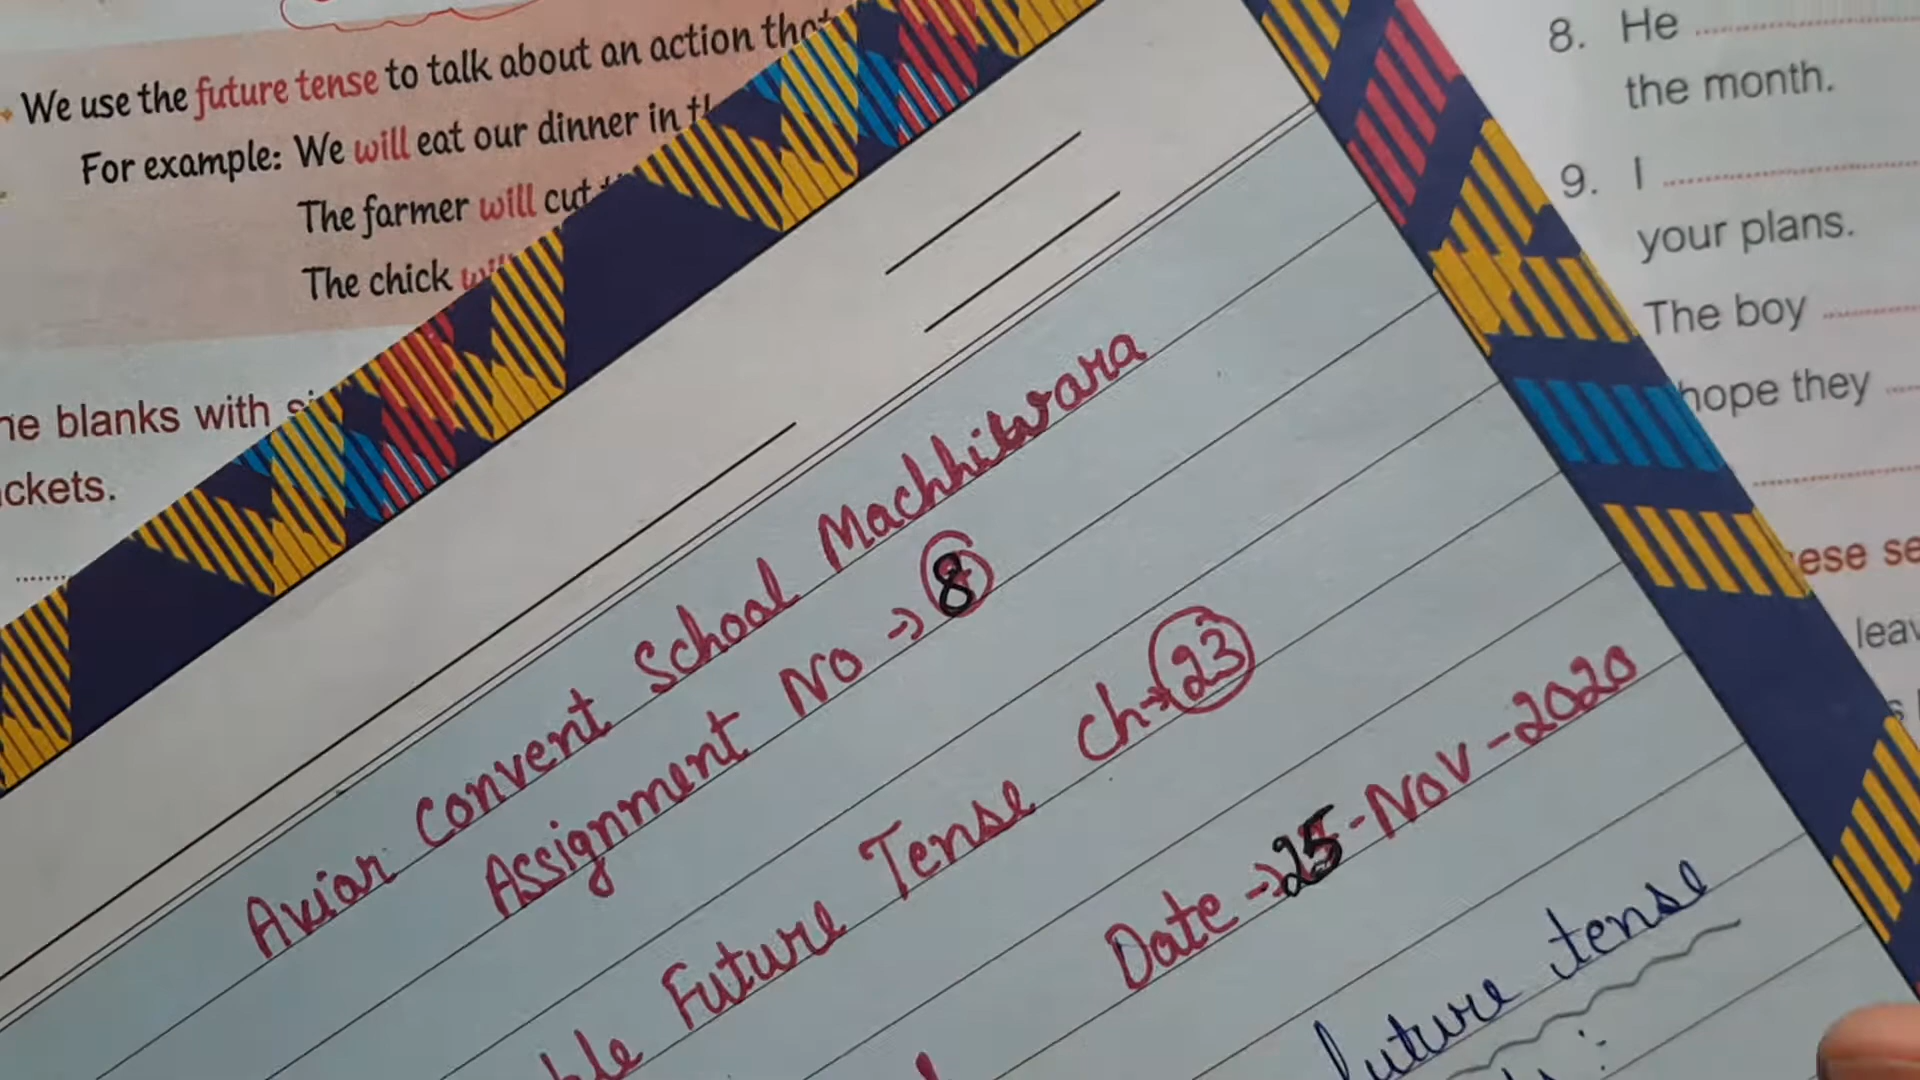 We use the future tense to talk about an action that
For example: We will eat our dinner in
The farmer will cut
The chick will
blanks with
ckets.
Avior Convent School Machhiwara
Assignment No → 8
Future Tense Ch → 23
Date → 25-Nov-2020
future tense
8. He
the month.
9. I
your plans.
The boy
hope they